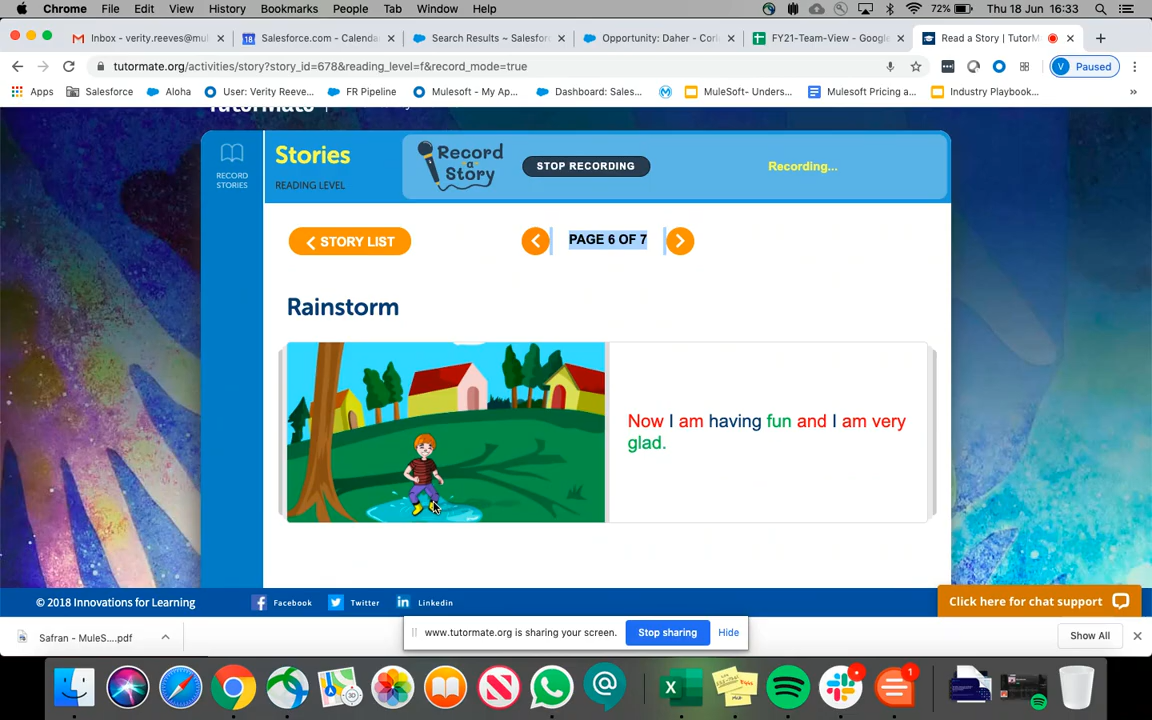 Chrome File Edit View History Bookmarks People Tab Window Help 72% Thu 18 Jun 16:33
Inbox - verity.reeves@mul 18 Salesforce.com - Calenda Search Results ~ Salesforc Opportunity: Daher - Cor FY21-Team-View - Google Read a Story | TutorM
tutormate.org/activities/story?story_id=678&reading_level=f&record_mode=true V Paused
Apps Salesforce Aloha User: Verity Reeve... FR Pipeline Mulesoft - My Ap... Dashboard: Sales... MuleSoft- Unders... Mulesoft Pricing a... Industry Playbook... »
TutorMate
RECORD STORIES
Stories
READING LEVEL
Record a Story
STOP RECORDING
Recording...
STORY LIST
PAGE 6 OF 7
Rainstorm
Now I am having fun and I am very
glad.
© 2018 Innovations for Learning Facebook Twitter Linkedin
Click here for chat support
Safran - MuleS....pdf
www.tutormate.org is sharing your screen. Stop sharing Hide
Show All